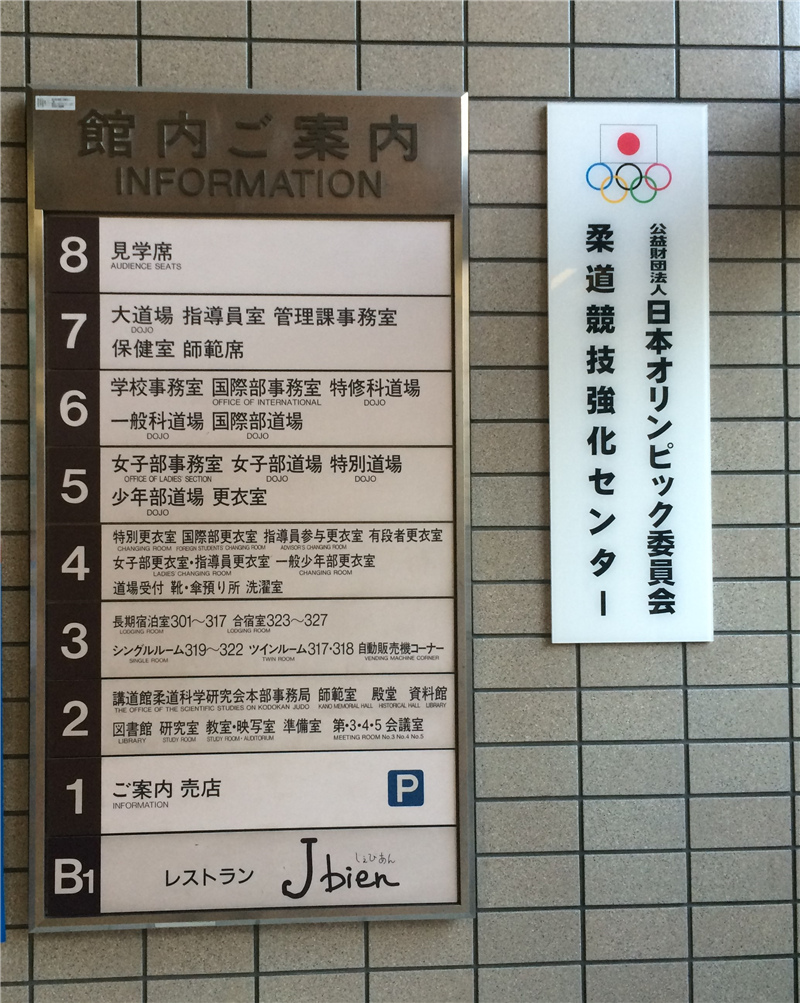 館内ご案内
INFORMATION
8
見学席
AUDIENCE SEATS
7
大道場 指導員室 管理課事務室
DOJO
保健室 師範席
6
学校事務室 国際部事務室 特修科道場
OFFICE OF INTERNATIONAL DOJO
一般科道場 国際部道場
DOJO DOJO
5
女子部事務室 女子部道場 特別道場
OFFICE OF LADIES SECTION DOJO DOJO
少年部道場 更衣室
DOJO
4
特別更衣室 国際部更衣室 指導員参与更衣室 有段者更衣室
CHANGING ROOM FOREIGN STUDENTS' CHANGING ROOM ADVISOR'S CHANGING ROOM
女子部更衣室・指導員更衣室 一般少年部更衣室
LADIES' CHANGING ROOM CHANGING ROOM
道場受付 靴・傘預り所 洗濯室
3
長期宿泊室301～317 合宿室323～327
LODGING ROOM LODGING ROOM
シングルルーム319～322 ツインルーム317・318 自動販売機コーナー
SINGLE ROOM TWIN ROOM VENDING MACHINE CORNER
2
講道館柔道科学研究会本部事務局 師範室 殿堂 資料館
THE OFFICE OF THE SCIENTIFIC STUDIES ON KODOKAN JUDO KANO MEMORIAL HALL HISTORICAL HALL LIBRARY
図書館 研究室 教室・映写室 準備室 第・3・4・5 会議室
LIBRARY STUDY ROOM STUDY ROOM・AUDITORIUM MEETING ROOM No.3 No.4 No.5
1
ご案内 売店 P
INFORMATION
B1
レストラン J bien
じぇびあん
公益財団法人日本オリンピック委員会
柔道競技強化センター